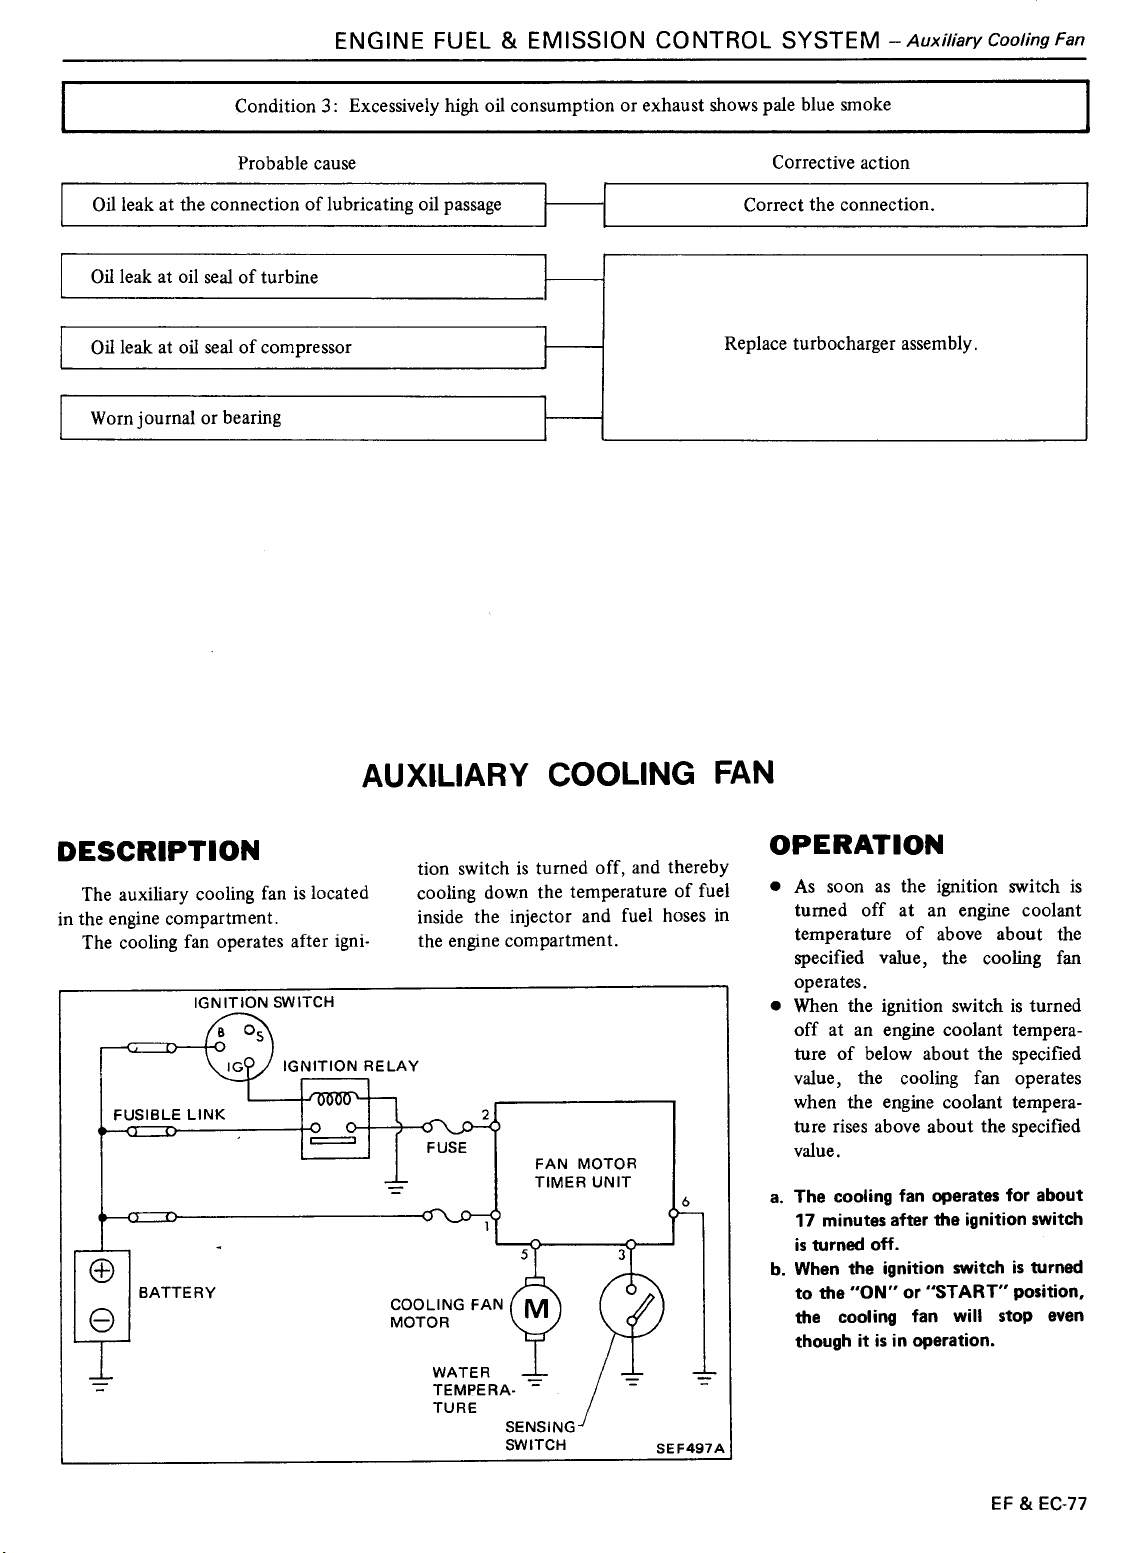 ENGINE FUEL & EMISSION CONTROL SYSTEM – Auxiliary Cooling Fan
Condition 3: Excessively high oil consumption or exhaust shows pale blue smoke
Probable cause
Corrective action
Oil leak at the connection of lubricating oil passage
Correct the connection.
Oil leak at oil seal of turbine
Oil leak at oil seal of compressor
Replace turbocharger assembly.
Worn journal or bearing
AUXILIARY COOLING FAN
DESCRIPTION
The auxiliary cooling fan is located
in the engine compartment.
The cooling fan operates after igni-
tion switch is turned off, and thereby
cooling down the temperature of fuel
inside the injector and fuel hoses in
the engine compartment.
IGNITION SWITCH
B
S
IG
IGNITION RELAY
FUSIBLE LINK
FUSE
2
FAN MOTOR
TIMER UNIT
6
1
5
3
BATTERY
COOLING FAN
MOTOR
M
WATER
TEMPERA-
TURE
SENSING
SWITCH
SEF497A
OPERATION
● As soon as the ignition switch is
turned off at an engine coolant
temperature of above about the
specified value, the cooling fan
operates.
● When the ignition switch is turned
off at an engine coolant tempera-
ture of below about the specified
value, the cooling fan operates
when the engine coolant tempera-
ture rises above about the specified
value.
a. The cooling fan operates for about
17 minutes after the ignition switch
is turned off.
b. When the ignition switch is turned
to the "ON" or "START" position,
the cooling fan will stop even
though it is in operation.
EF & EC-77